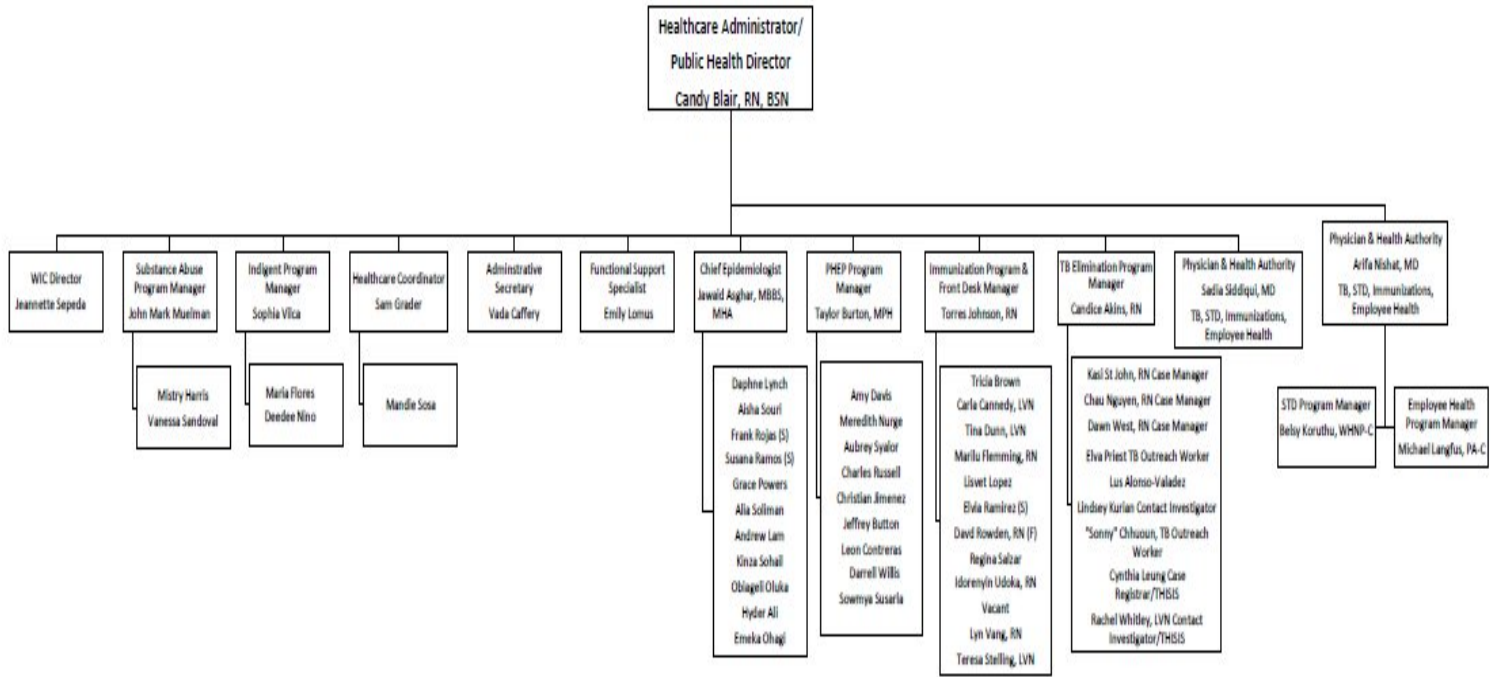 Healthcare Administrator/
Public Health Director
Candy Blair, RN, BSN
WIC Director
Jeannette Sepeda
Substance Abuse
Program Manager
John Mark Muelman
Mistry Harris
Vanessa Sandoval
Indigent Program
Manager
Sophia Vilca
Maria Flores
Deedee Nino
Healthcare Coordinator
Sam Grader
Mandie Sosa
Adminstrative
Secretary
Vada Caffery
Functional Support
Specialist
Emily Lomus
Chief Epidemiologist
Jawaid Asghar, MBBS,
MHA
Daphne Lynch
Aisha Souri
Frank Rojas (S)
Susana Ramos (S)
Grace Powers
Alia Soliman
Andrew Lam
Kinza Sohail
Obiageli Oluka
Hyder Ali
Emeka Ohagi
PHEP Program
Manager
Taylor Burton, MPH
Amy Davis
Meredith Nurge
Aubrey Syalor
Charles Russell
Christian Jimenez
Jeffrey Button
Leon Contreras
Darrell Willis
Sowmya Susarla
Immunization Program &
Front Desk Manager
Torres Johnson, RN
Tricia Brown
Carla Cannedy, LVN
Tina Dunn, LVN
Marilu Flemming, RN
Lisvet Lopez
Elvia Ramirez (S)
Davd Rowden, RN (F)
Regina Salzar
Idorenyin Udoka, RN
Vacant
Lyn Vang, RN
Teresa Stelling, LVN
TB Elimination Program
Manager
Candice Akins, RN
Kasi St John, RN Case Manager
Chau Nguyen, RN Case Manager
Dawn West, RN Case Manager
Elva Priest TB Outreach Worker
Lus Alonso-Valadez
Lindsey Kurian Contact Investigator
"Sonny" Chhuoun, TB Outreach
Worker
Cynthia Leung Case
Registrar/THISIS
Rachel Whitley, LVN Contact
Investigator/THISIS
Physician & Health Authority
Sadia Siddiqui, MD
TB, STD, Immunizations,
Employee Health
Physician & Health Authority
Arifa Nishat, MD
TB, STD, Immunizations,
Employee Health
STD Program Manager
Belsy Koruthu, WHNP-C
Employee Health
Program Manager
Michael Langfus, PA-C